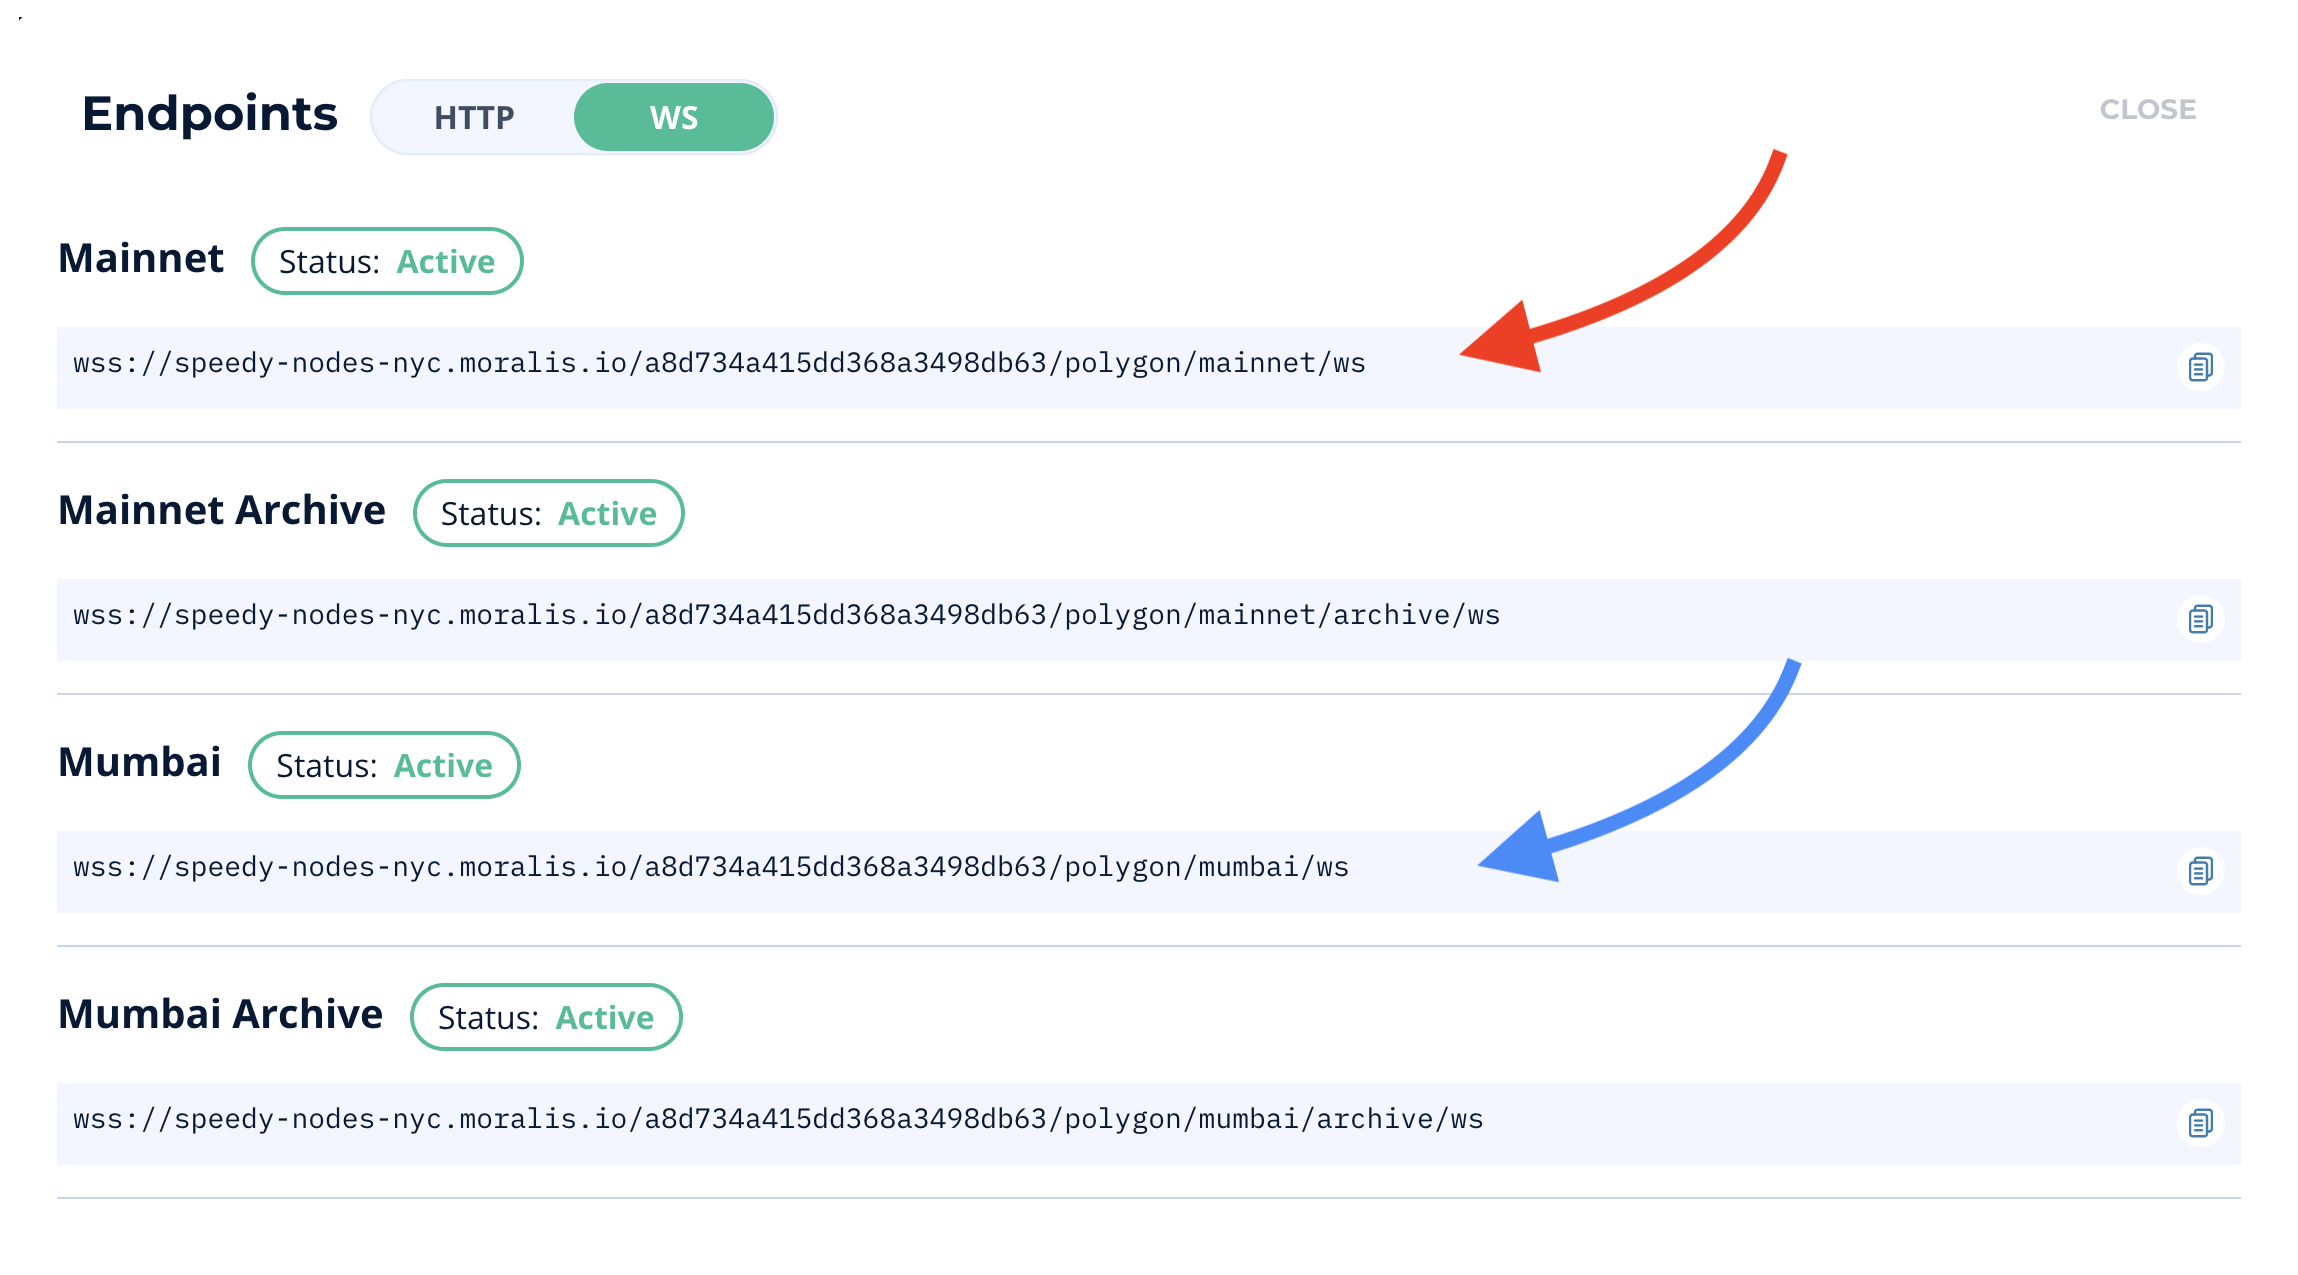 Endpoints HTTP WS CLOSE
Mainnet Status: Active
wss://speedy-nodes-nyc.moralis.io/a8d734a415dd368a3498db63/polygon/mainnet/ws
Mainnet Archive Status: Active
wss://speedy-nodes-nyc.moralis.io/a8d734a415dd368a3498db63/polygon/mainnet/archive/ws
Mumbai Status: Active
wss://speedy-nodes-nyc.moralis.io/a8d734a415dd368a3498db63/polygon/mumbai/ws
Mumbai Archive Status: Active
wss://speedy-nodes-nyc.moralis.io/a8d734a415dd368a3498db63/polygon/mumbai/archive/ws